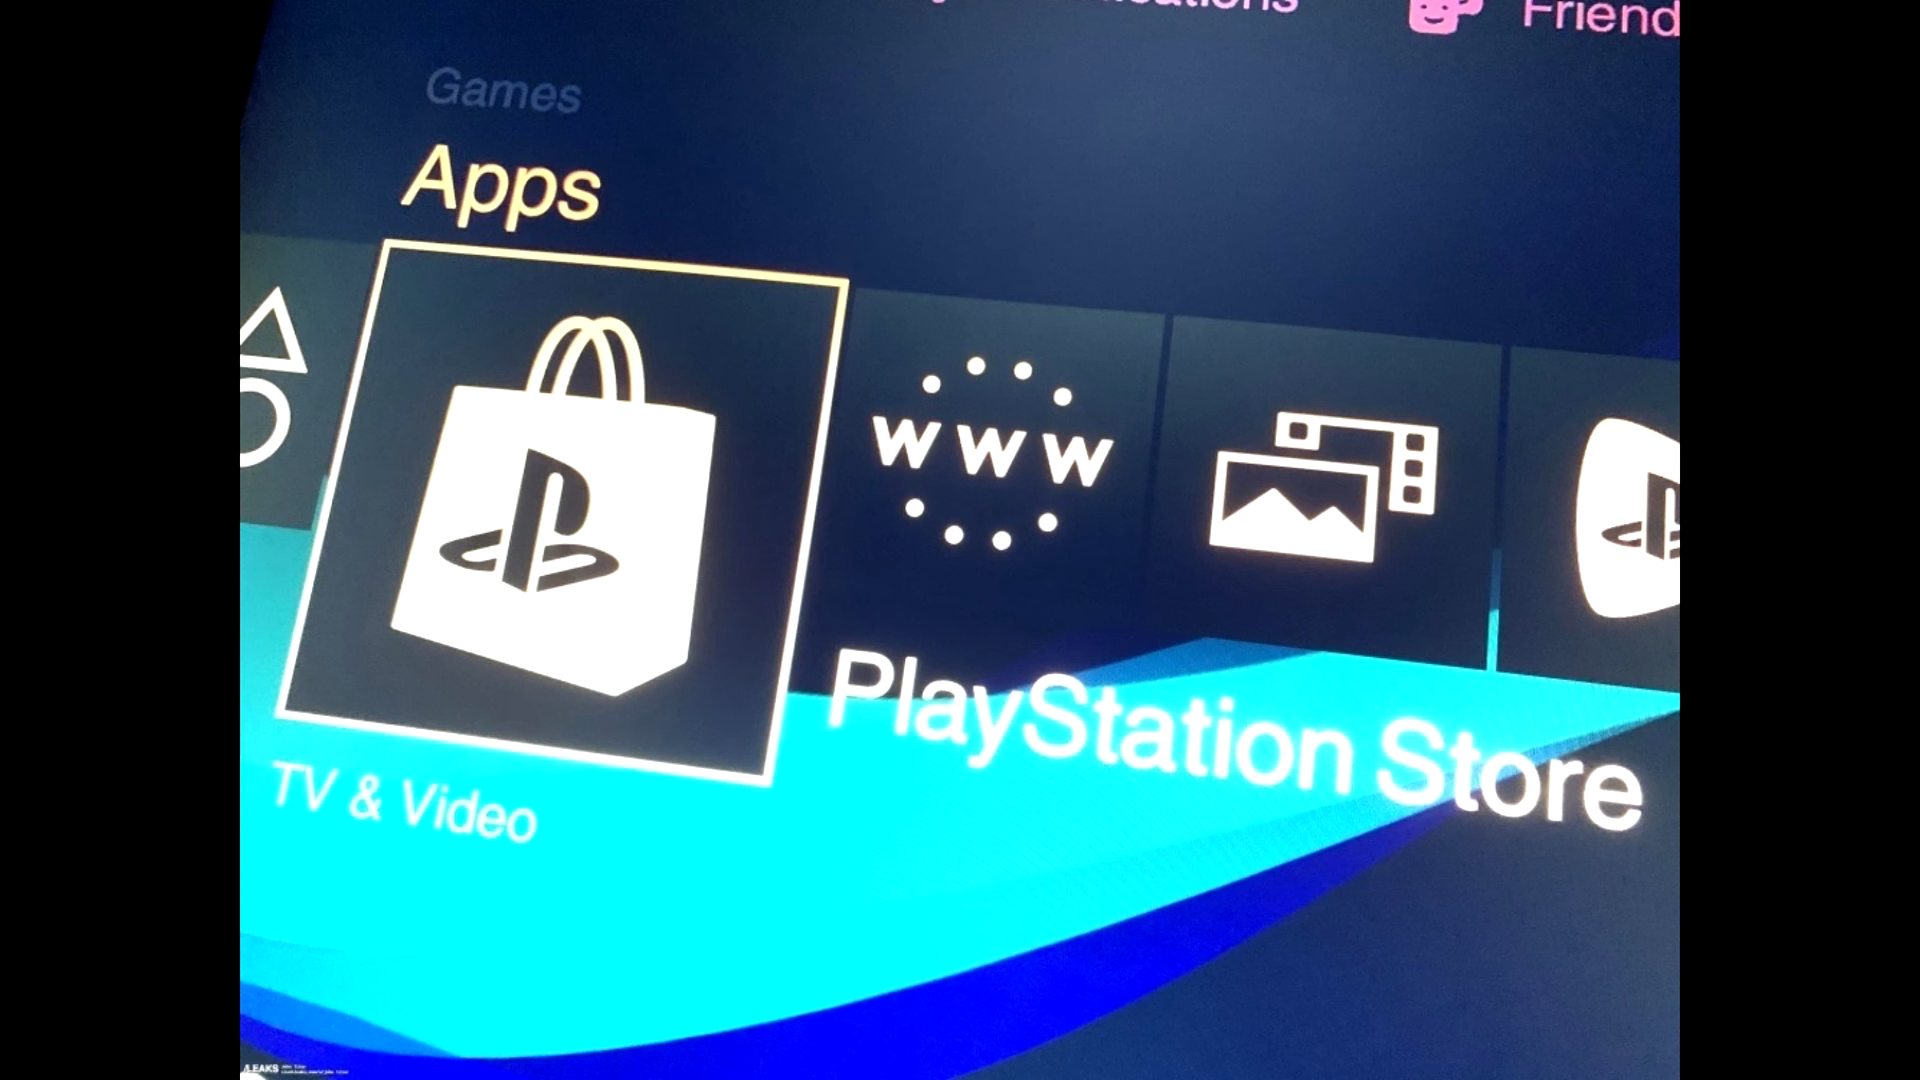 Friend
Games
Apps
www
PlayStation Store
TV & Video